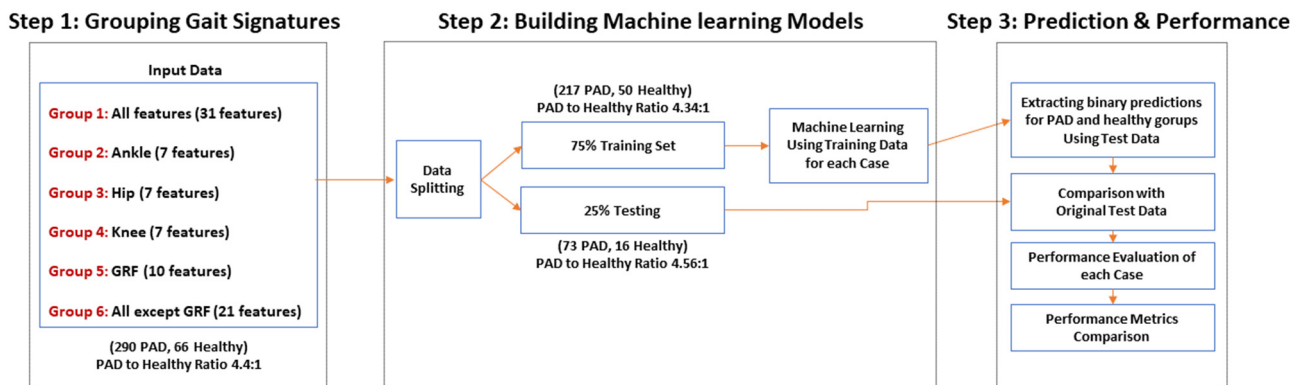 Step 1: Grouping Gait Signatures
Input Data
Group 1: All features (31 features)
Group 2: Ankle (7 features)
Group 3: Hip (7 features)
Group 4: Knee (7 features)
Group 5: GRF (10 features)
Group 6: All except GRF (21 features)
(290 PAD, 66 Healthy)
PAD to Healthy Ratio 4.4:1
Step 2: Building Machine learning Models
Data
Splitting
(217 PAD, 50 Healthy)
PAD to Healthy Ratio 4.34:1
75% Training Set
25% Testing
(73 PAD, 16 Healthy)
PAD to Healthy Ratio 4.56:1
Machine Learning
Using Training Data
for each Case
Step 3: Prediction & Performance
Extracting binary predictions
for PAD and healthy gorups
Using Test Data
Comparison with
Original Test Data
Performance Evaluation of
each Case
Performance Metrics
Comparison